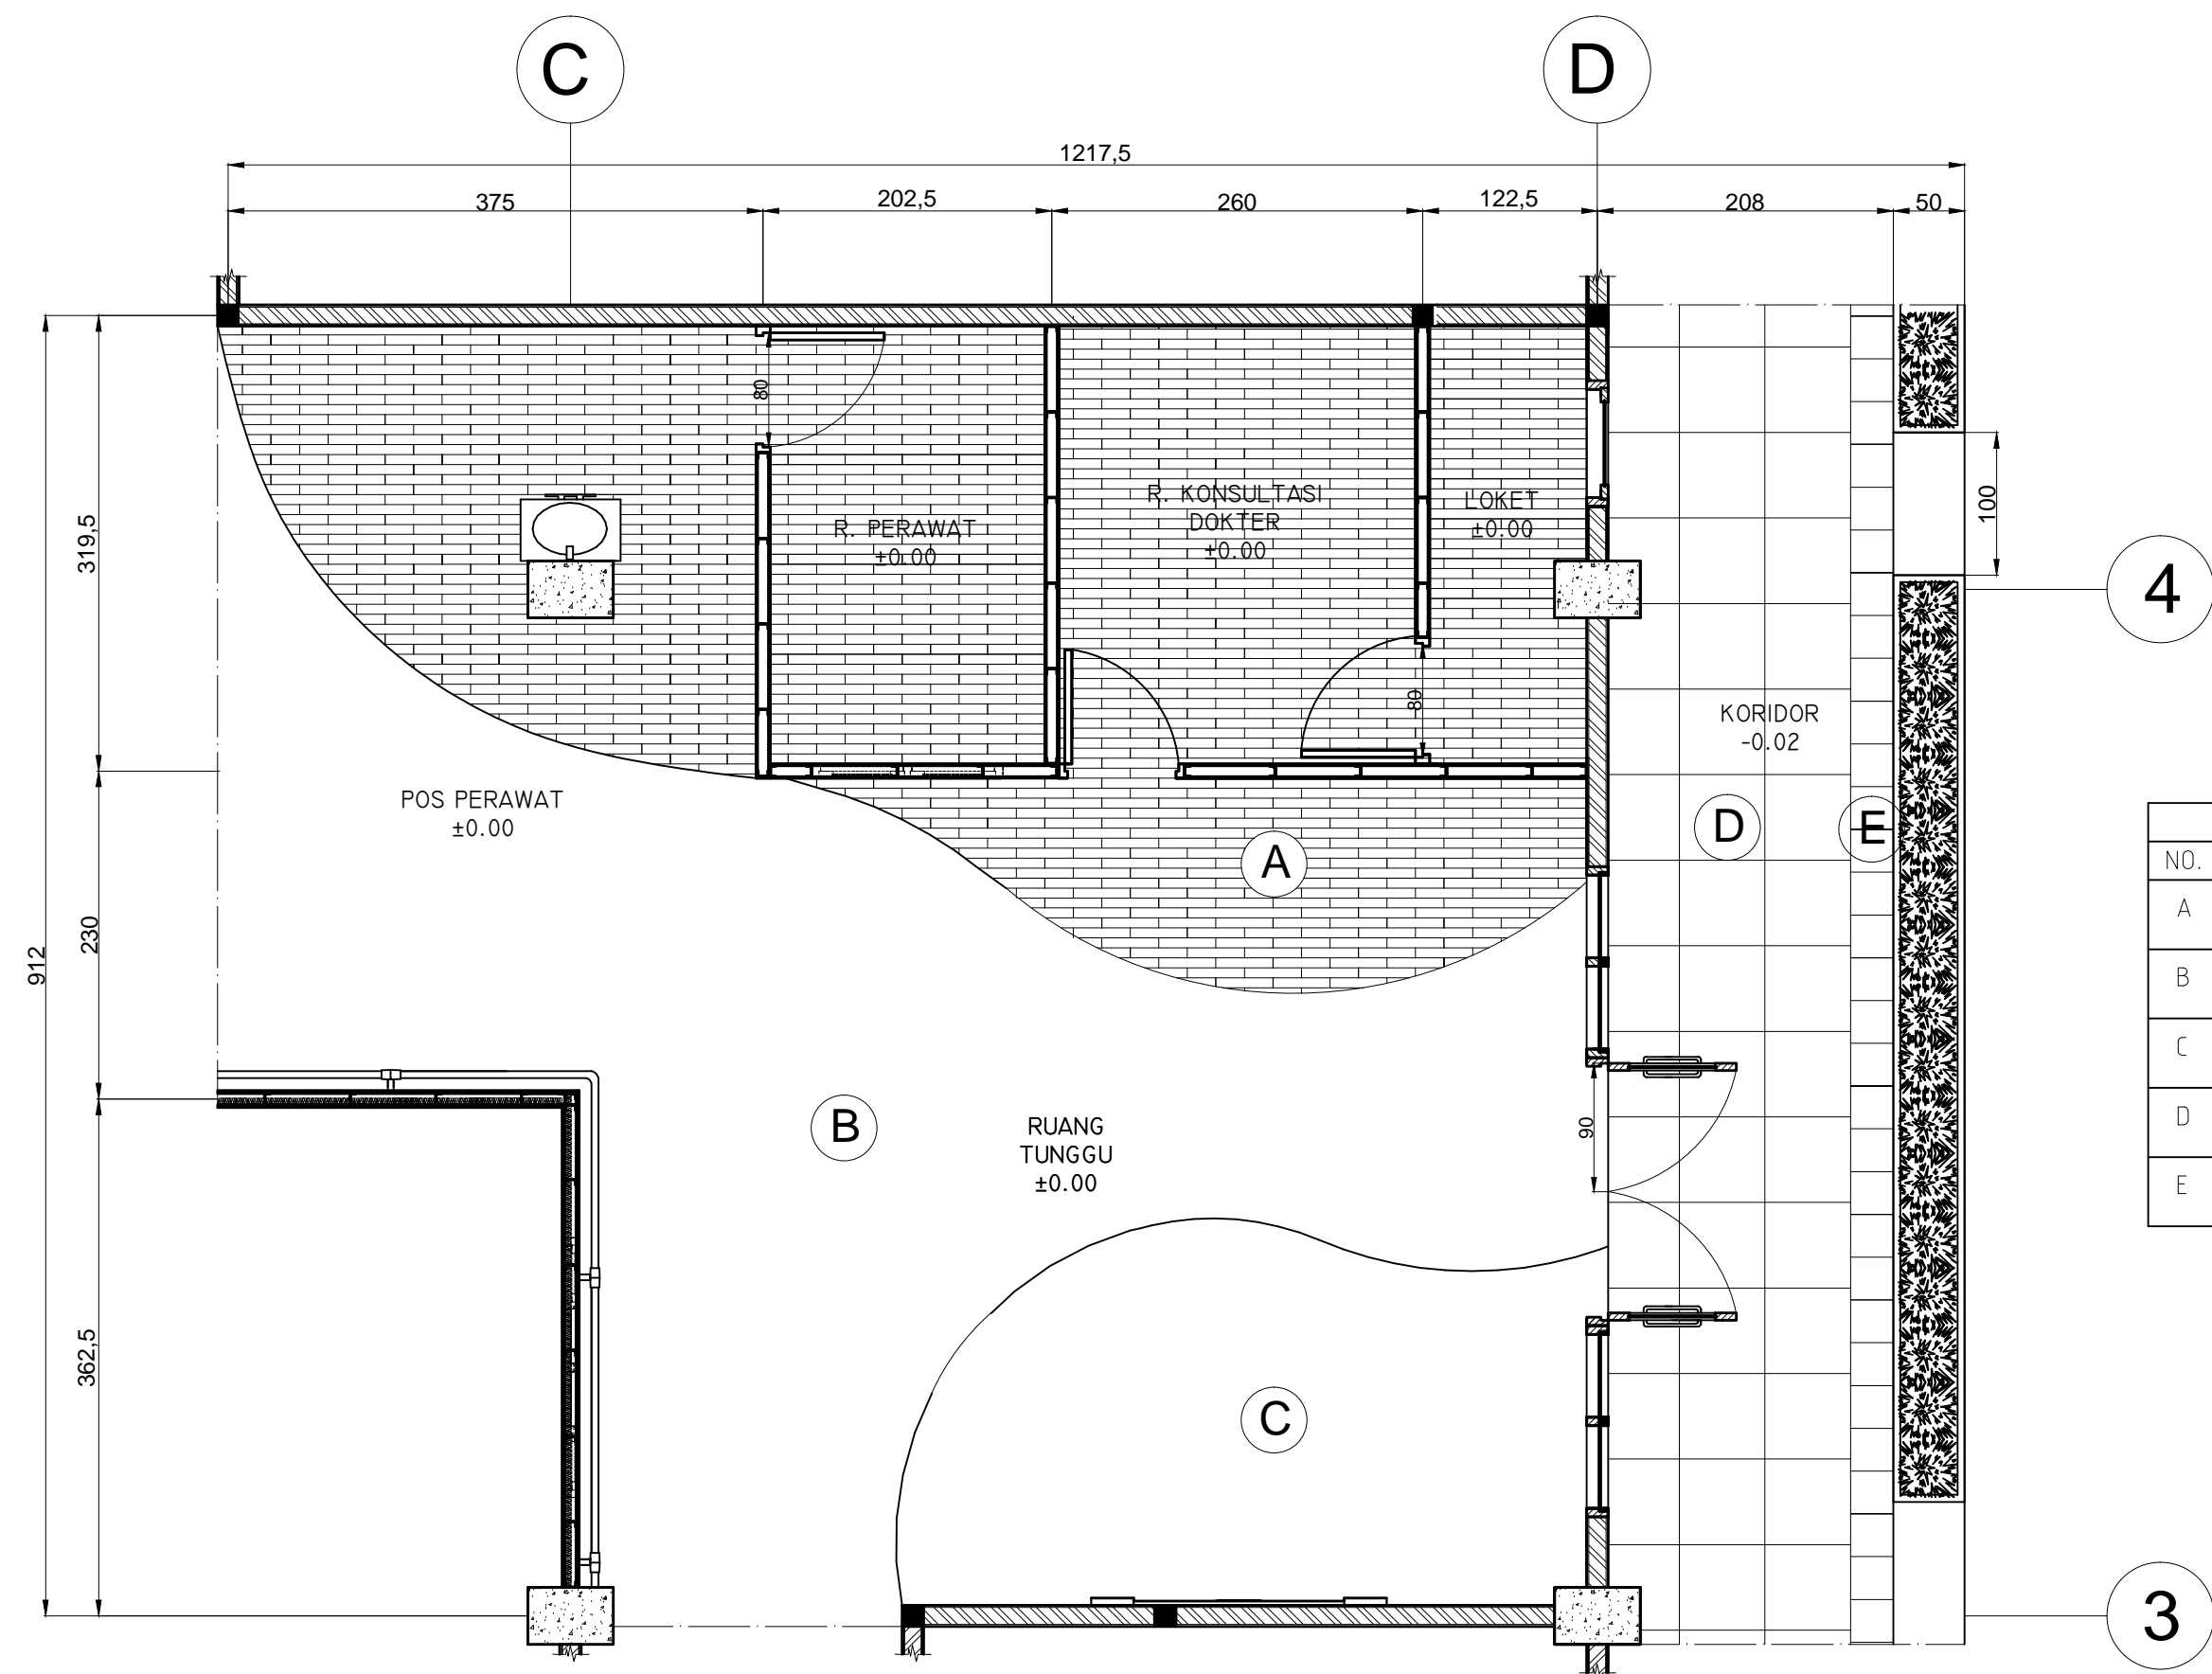 C
D
1217,5
375
202,5
260
122,5
208
50
80
R. PERAWAT
±0.00
R. KONSULTASI
DOKTER
±0.00
LOKET
±0.00
100
4
319,5
80
KORIDOR
-0.02
POS PERAWAT
±0.00
A
D
E
230
912
B
RUANG
TUNGGU
±0.00
90
362,5
C
3
NO.
A
B
C
D
E